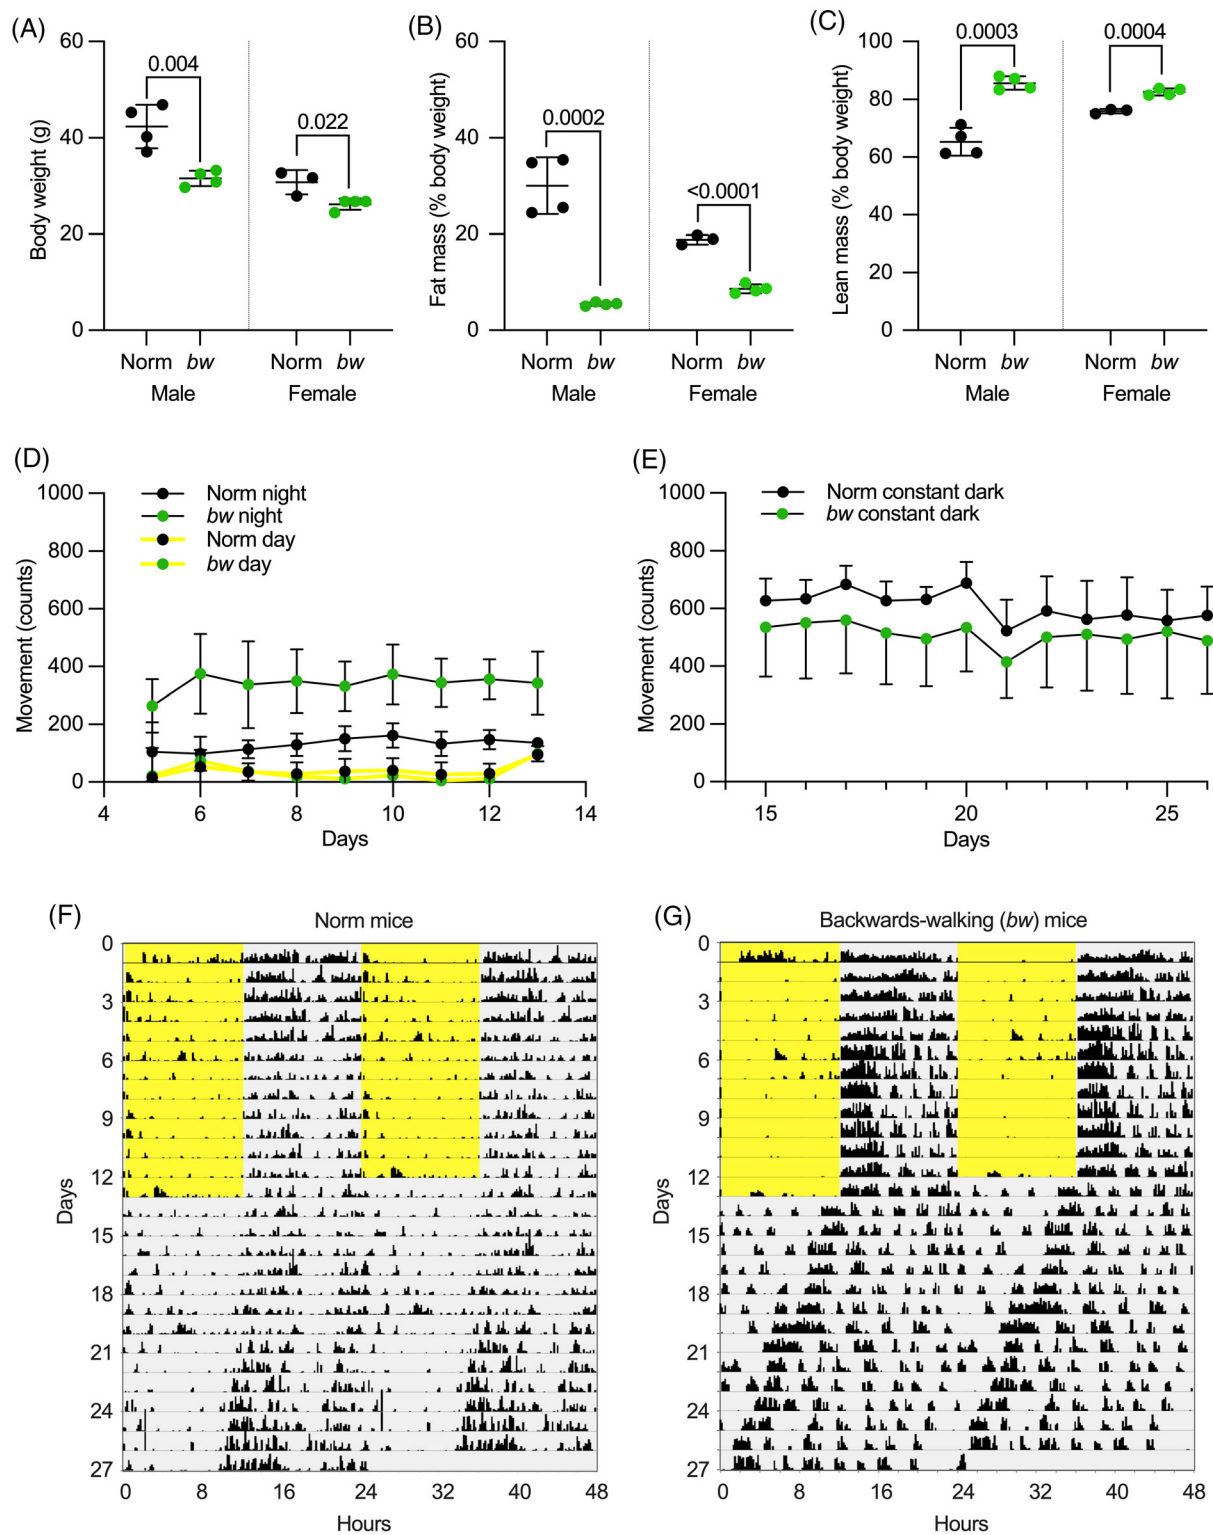 (A)
60
40
20
0
Body weight (g)
0.004
0.022
Norm bw Norm bw
Male Female
(B)
60
40
20
0
Fat mass (% body weight)
0.0002
<0.0001
Norm bw Norm bw
Male Female
(C)
100
80
60
40
20
0
Lean mass (% body weight)
0.0003 0.0004
Norm bw Norm bw
Male Female
(D)
1000
800
600
400
200
0
Movement (counts)
Norm night
bw night
Norm day
bw day
4 6 8 10 12 14
Days
(E)
1000
800
600
400
200
0
Movement (counts)
Norm constant dark
bw constant dark
15 20 25
Days
(F) Norm mice
0
3
6
9
12
15
18
21
24
27
Days
0 8 16 24 32 40 48
Hours
(G) Backwards-walking (bw) mice
0
3
6
9
12
15
18
21
24
27
Days
0 8 16 24 32 40 48
Hours